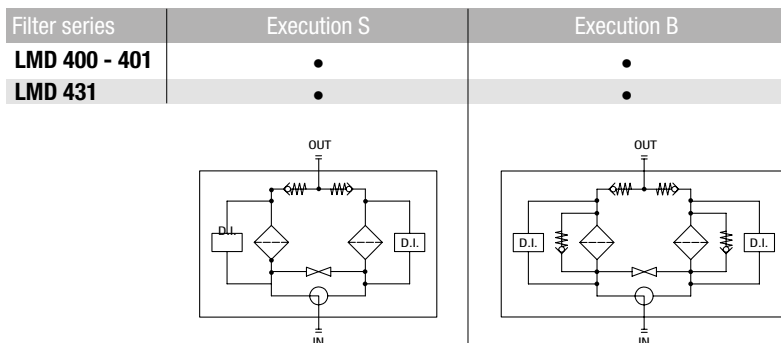 Filter series Execution S Execution B
LMD 400 - 401 • •
LMD 431 • •
OUT OUT
D.I. D.I. D.I. D.I.
IN IN